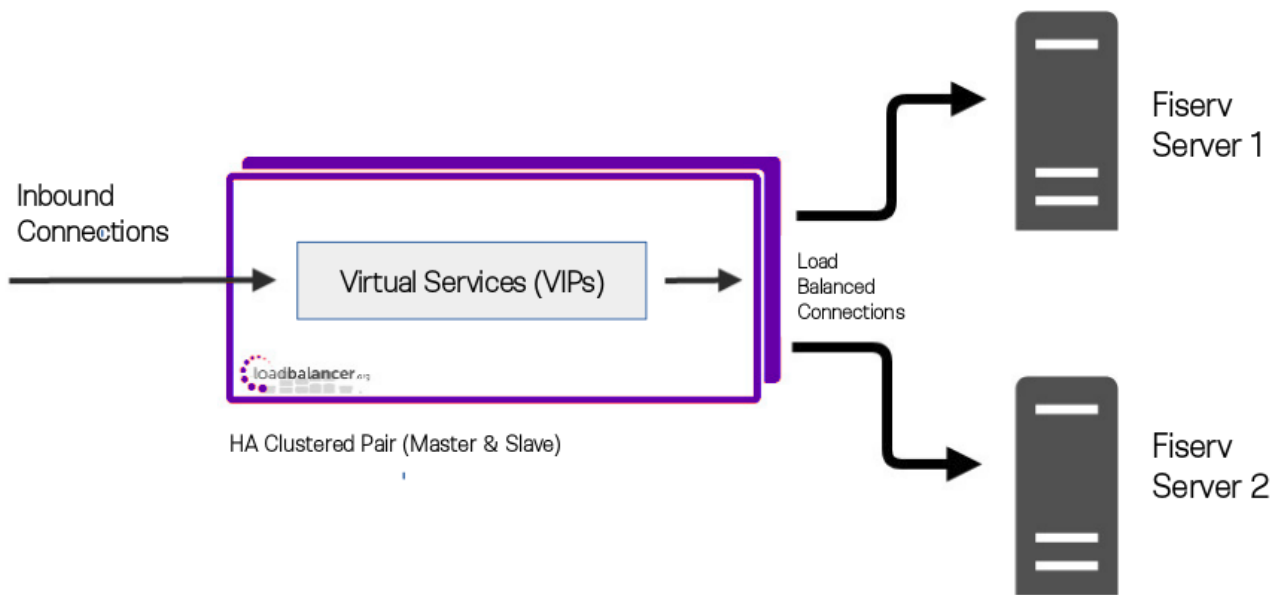 Inbound
Connections
Virtual Services (VIPs)
loadbalancer.org
HA Clustered Pair (Master & Slave)
Load
Balanced
Connections
Fiserv
Server 1
Fiserv
Server 2